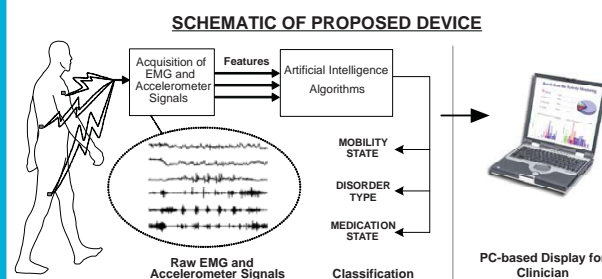 SCHEMATIC OF PROPOSED DEVICE
Acquisition of
EMG and
Accelerometer
Signals
Features
Artificial Intelligence
Algorithms
MOBILITY
STATE
DISORDER
TYPE
MEDICATION
STATE
Raw EMG and
Accelerometer Signals
Classification
PC-based Display for
Clinician